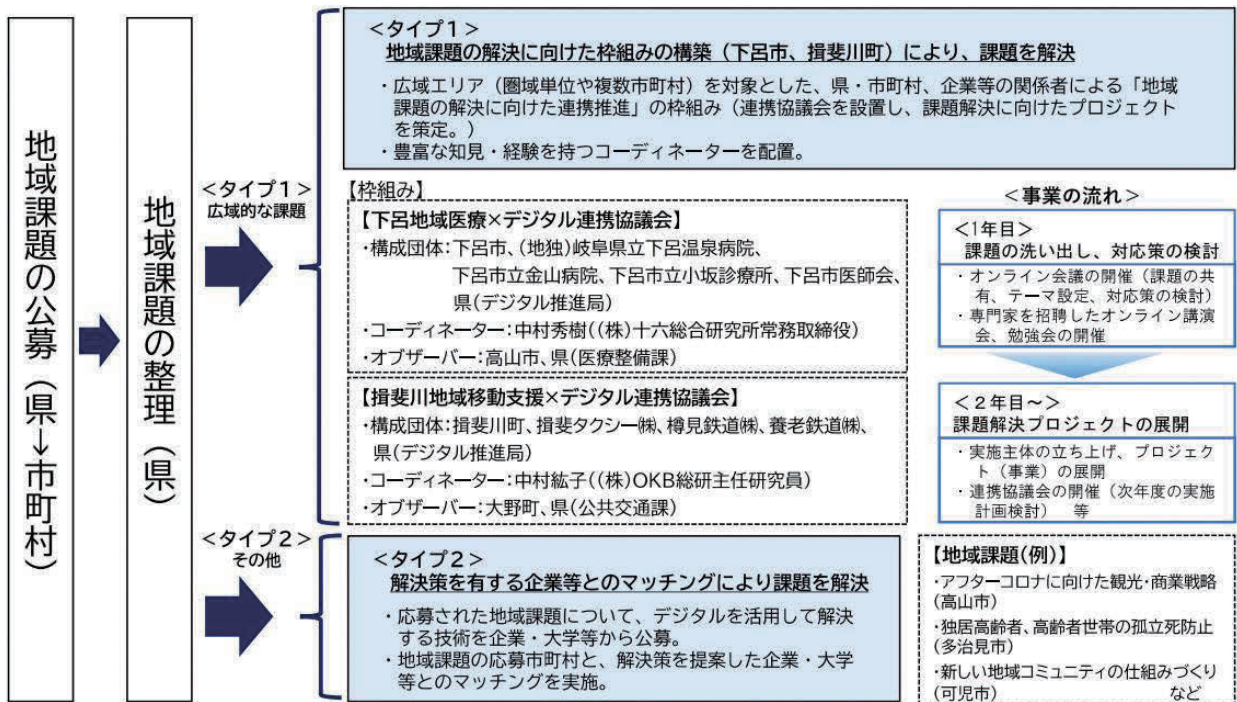 地域課題の公募(県→市町村)
地域課題の整理(県)
<タイプ1>
広域的な課題
<タイプ1>
地域課題の解決に向けた枠組みの構築(下呂市、揖斐川町)により、課題を解決
・広域エリア(圏域単位や複数市町村)を対象とした、県・市町村、企業等の関係者による「地域
課題の解決に向けた連携推進」の枠組み(連携協議会を設置し、課題解決に向けたプロジェクト
を策定。)
・豊富な知見・経験を持つコーディネーターを配置。
【枠組み】
【下呂地域医療×デジタル連携協議会】
・構成団体:下呂市、(地独)岐阜県立下呂温泉病院、
下呂市立金山病院、下呂市立小坂診療所、下呂市医師会、
県(デジタル推進局)
・コーディネーター:中村秀樹((株)十六総合研究所常務取締役)
・オブザーバー:高山市、県(医療整備課)
【揖斐川地域移動支援×デジタル連携協議会】
・構成団体:揖斐川町、揖斐タクシー㈱、樽見鉄道㈱、養老鉄道㈱、
県(デジタル推進局)
・コーディネーター:中村紘子((株)OKB総研主任研究員)
・オブザーバー:大野町、県(公共交通課)
<事業の流れ>
<1年目>
課題の洗い出し、対応策の検討
・オンライン会議の開催(課題の共
有、テーマ設定、対応策の検討)
・専門家を招聘したオンライン講演
会、勉強会の開催
<2年目~>
課題解決プロジェクトの展開
・実施主体の立ち上げ、プロジェク
ト(事業)の展開
・連携協議会の開催(次年度の実施
計画検討) 等
<タイプ2>
その他
<タイプ2>
解決策を有する企業等とのマッチングにより課題を解決
・応募された地域課題について、デジタルを活用して解決
する技術を企業・大学等から公募。
・地域課題の応募市町村と、解決策を提案した企業・大学
等とのマッチングを実施。
【地域課題(例)】
・アフターコロナに向けた観光・商業戦略
(高山市)
・独居高齢者、高齢者世帯の孤立死防止
(多治見市)
・新しい地域コミュニティの仕組みづくり
(可児市) など